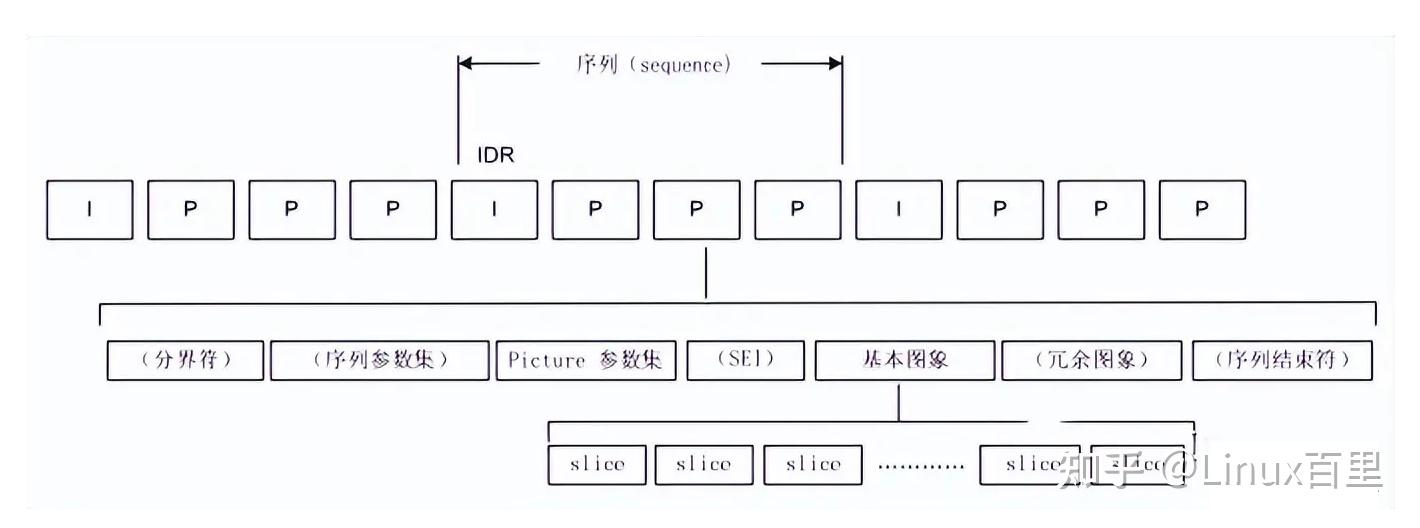 序列（sequence）
IDR
I P P P I P P P I P P P
（分界符） （序列参数集） Picture 参数集 （SEI） 基本图象 （冗余图象） （序列结束符）
slice slice slice ………… slice slice
知乎 @Linux百里